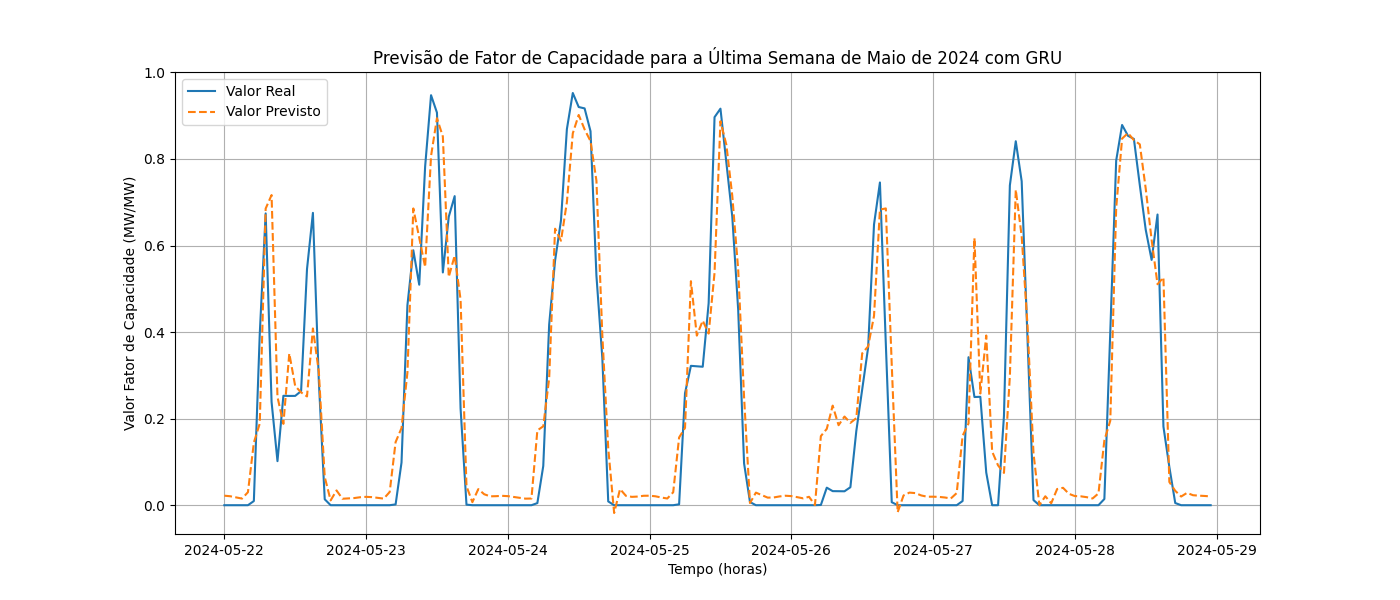 Previsão de Fator de Capacidade para a Última Semana de Maio de 2024 com GRU
Valor Real
Valor Previsto
Valor Fator de Capacidade (MW/MW)
1.0
0.8
0.6
0.4
0.2
0.0
2024-05-22
2024-05-23
2024-05-24
2024-05-25
2024-05-26
2024-05-27
2024-05-28
2024-05-29
Tempo (horas)